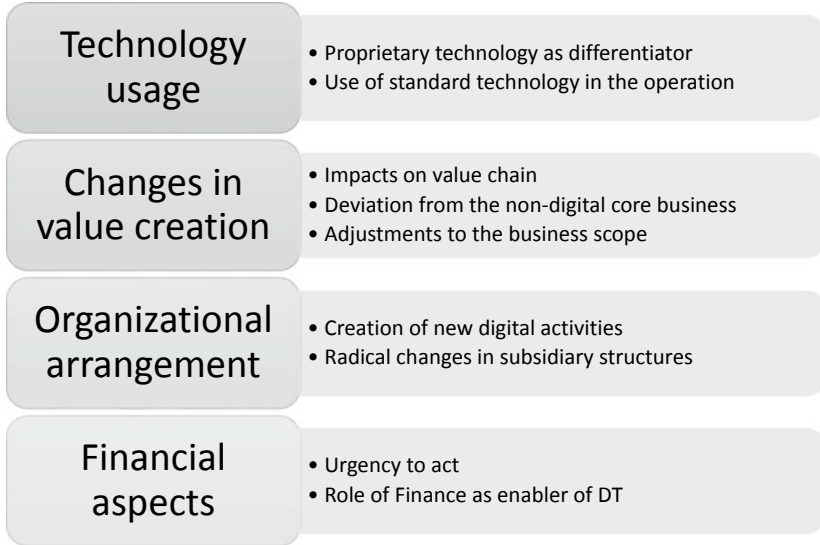 Technology
usage
• Proprietary technology as differentiator
• Use of standard technology in the operation
Changes in
value creation
• Impacts on value chain
• Deviation from the non-digital core business
• Adjustments to the business scope
Organizational
arrangement
• Creation of new digital activities
• Radical changes in subsidiary structures
Financial
aspects
• Urgency to act
• Role of Finance as enabler of DT